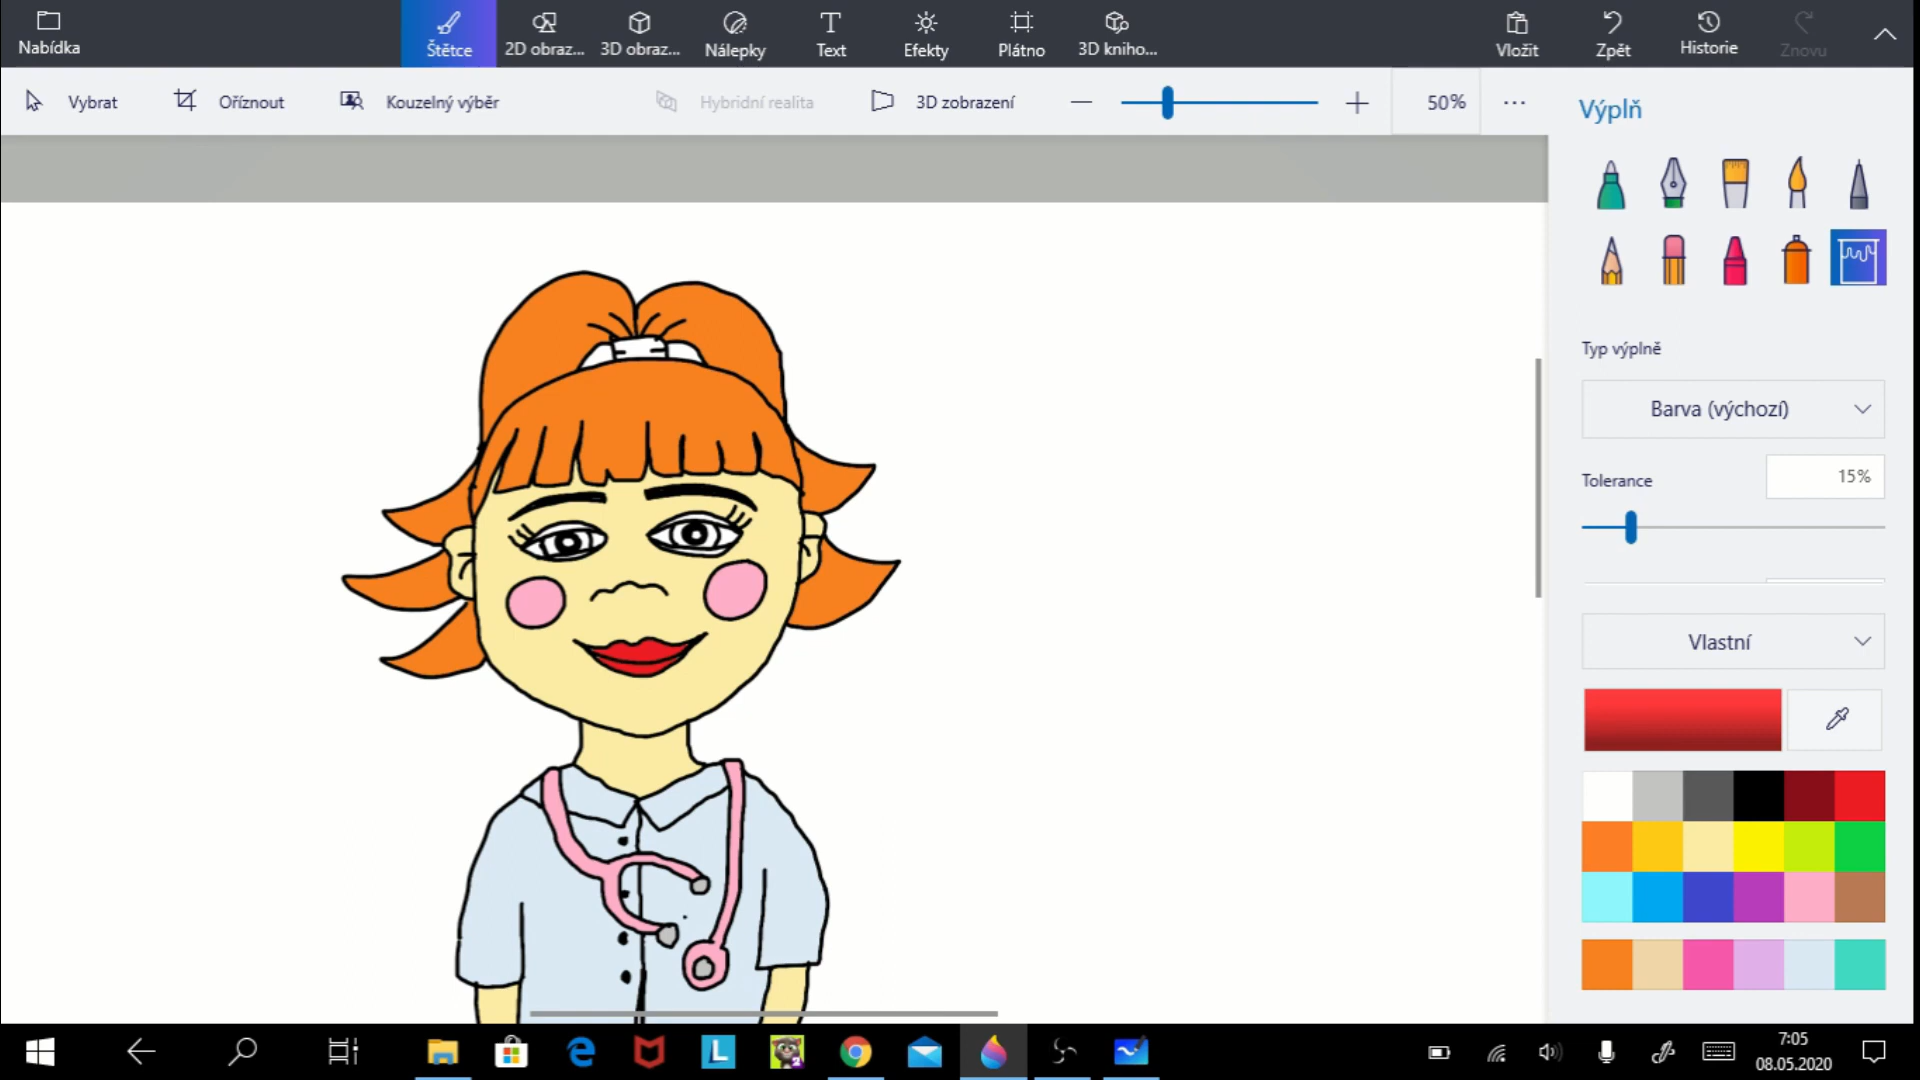 Nabídka
Štětce
2D obraz...
3D obraz...
Nálepky
Text
Efekty
Plátno
3D kniho...
Vložit
Zpět
Historie
Znovu
Vybrat
Oříznout
Kouzelný výběr
Hybridní realita
3D zobrazení
50%
Výplň
Typ výplně
Barva (výchozí)
Tolerance
15%
Vlastní
L
2
7:05
08.05.2020